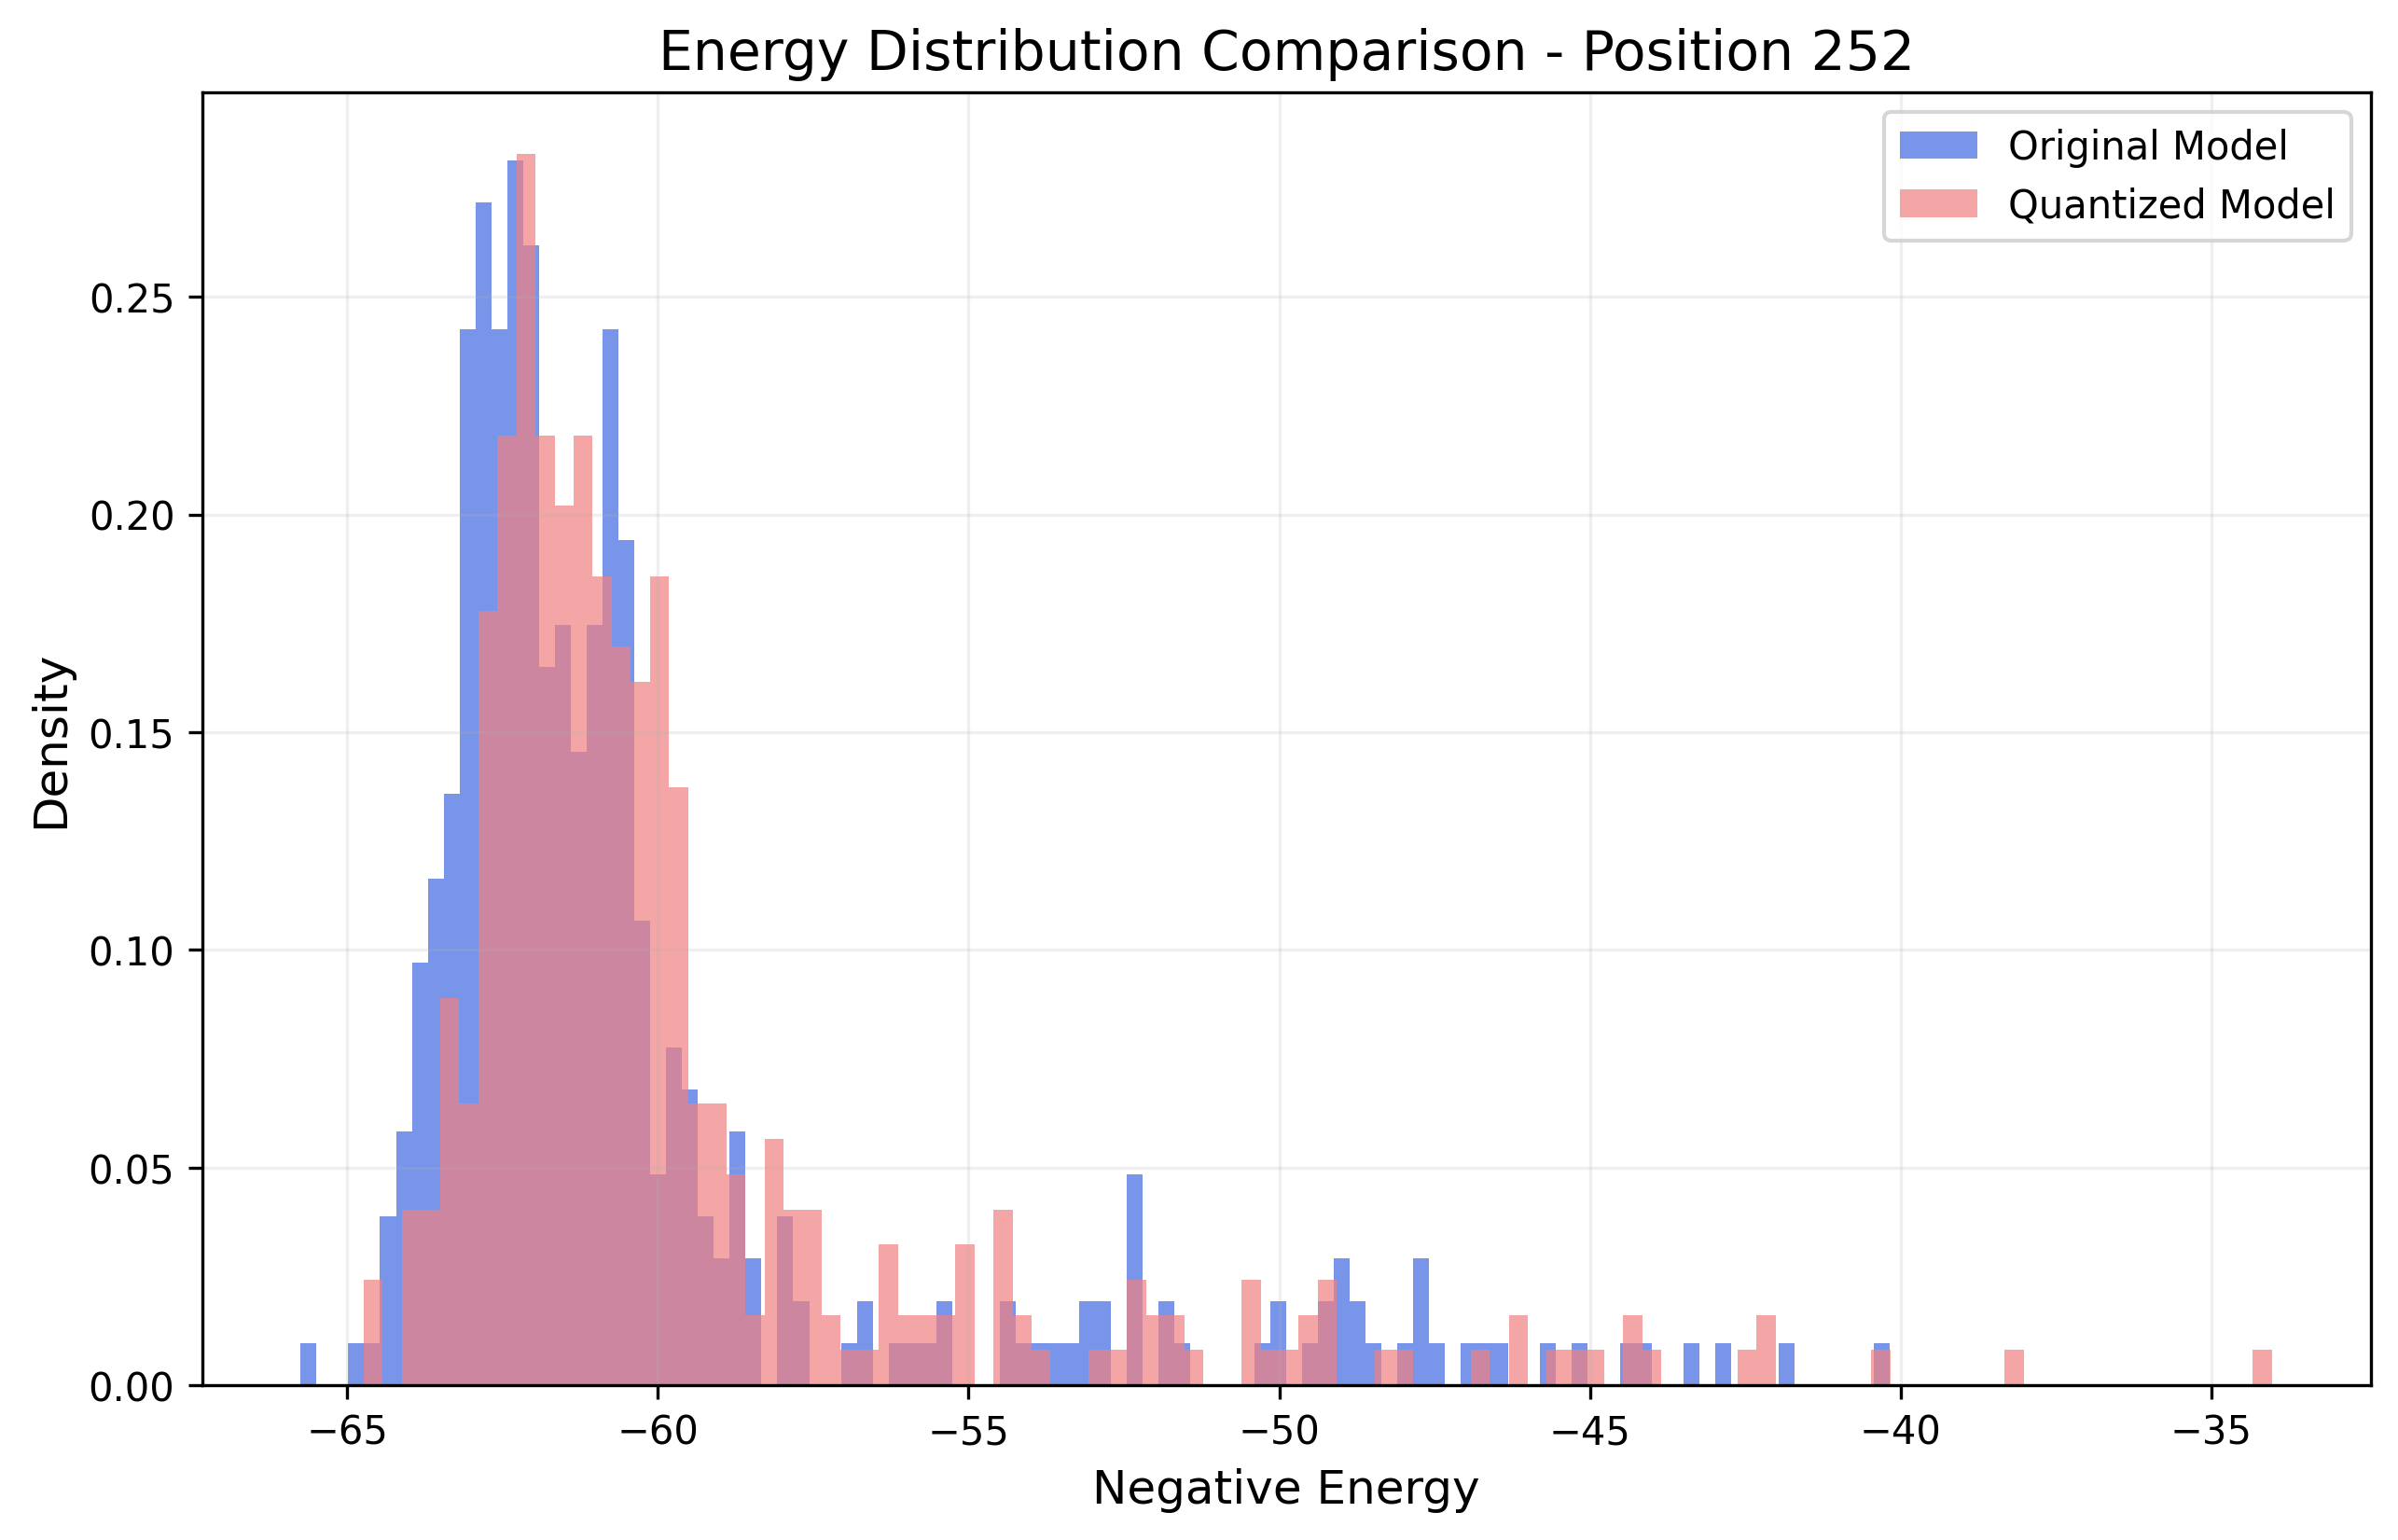 Energy Distribution Comparison - Position 252
Original Model
Quantized Model
Density
0.25
0.20
0.15
0.10
0.05
0.00
−65
−60
−55
−50
−45
−40
−35
Negative Energy